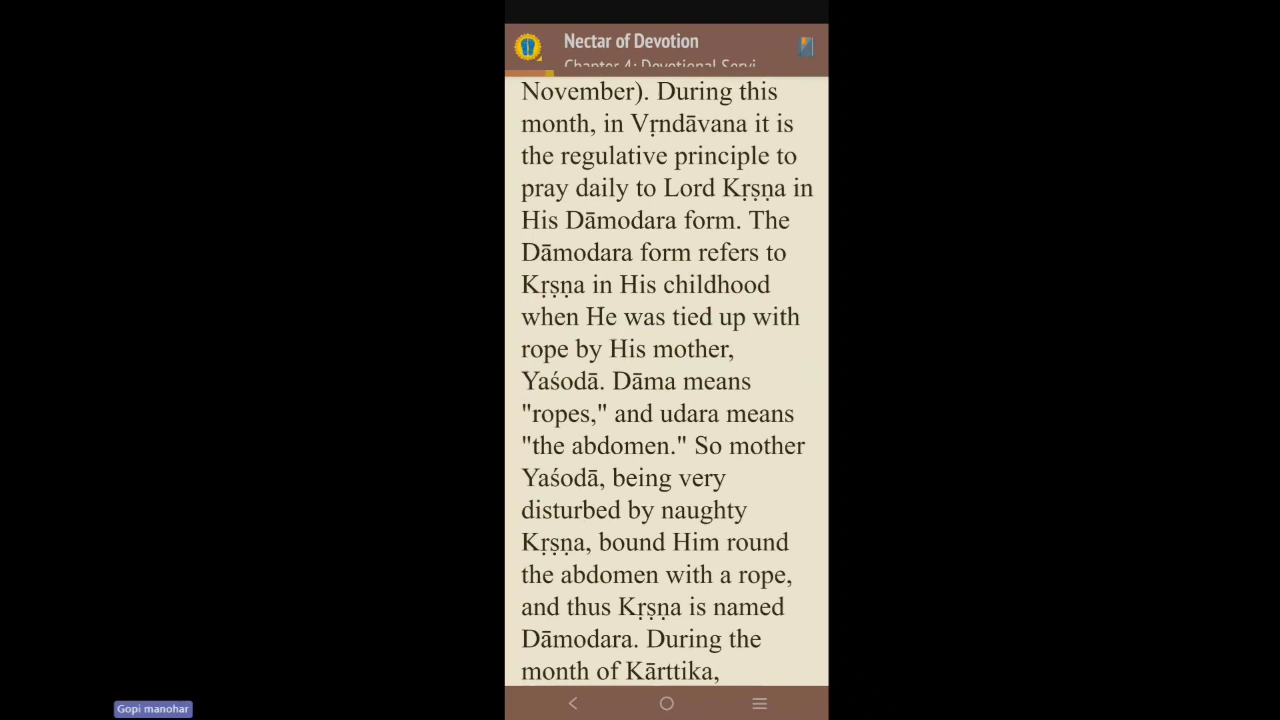 Nectar of Devotion
Chapter 4: Devotional Servi
November). During this
month, in Vṛndāvana it is
the regulative principle to
pray daily to Lord Kṛṣṇa in
His Dāmodara form. The
Dāmodara form refers to
Kṛṣṇa in His childhood
when He was tied up with
rope by His mother,
Yaśodā. Dāma means
"ropes," and udara means
"the abdomen." So mother
Yaśodā, being very
disturbed by naughty
Kṛṣṇa, bound Him round
the abdomen with a rope,
and thus Kṛṣṇa is named
Dāmodara. During the
month of Kārttika,
Gopi manohar